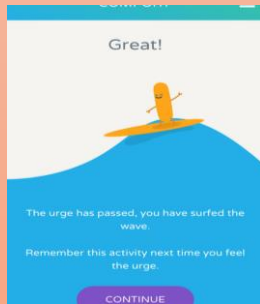 COMFORT
Great!
The urge has passed, you have surfed the
wave.
Remember this activity next time you feel
the urge.
CONTINUE